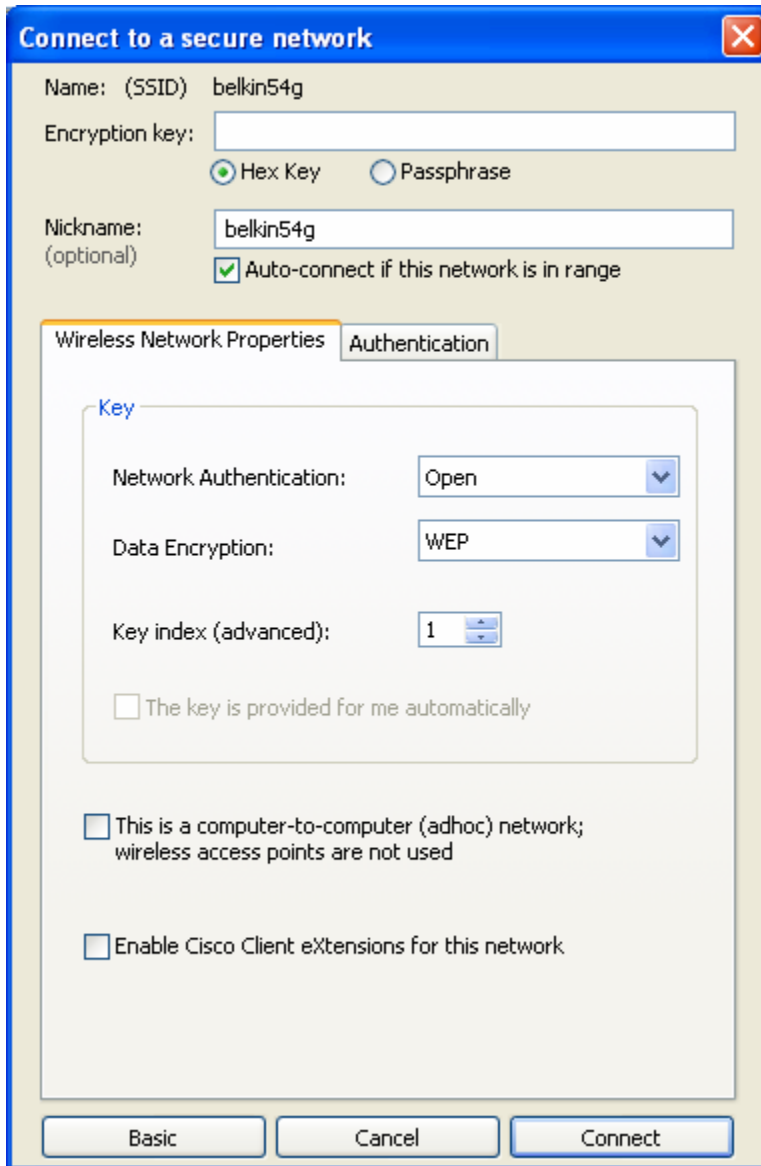 Connect to a secure network
Name: (SSID) belkin54g
Encryption key:
Hex Key Passphrase
Nickname: belkin54g
(optional)
Auto-connect if this network is in range
Wireless Network Properties Authentication
Key
Network Authentication: Open
Data Encryption: WEP
Key index (advanced): 1
The key is provided for me automatically
This is a computer-to-computer (adhoc) network;
wireless access points are not used
Enable Cisco Client eXtensions for this network
Basic Cancel Connect